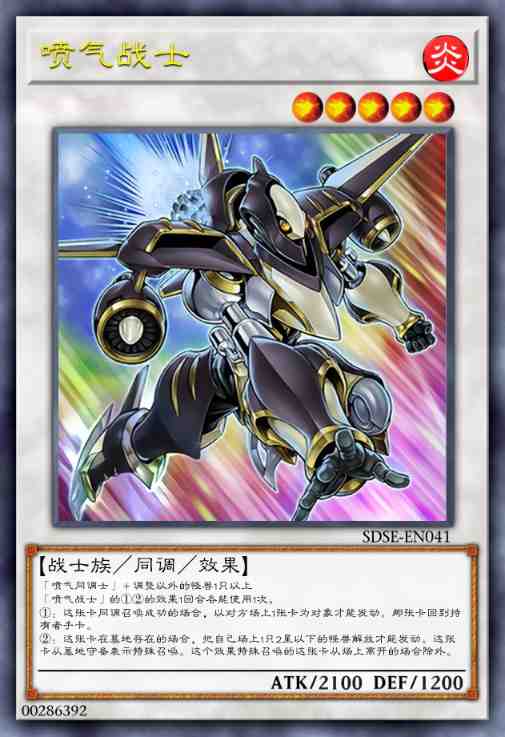 喷气战士
炎
SDSE-EN041
【战士族／同调／效果】
「喷气同调士」＋调整以外的怪兽1只以上
「喷气战士」的①②的效果1回合各能使用1次。
①：这张卡同调召唤成功的场合，以对方场上1张卡为对象才能发动。那张卡回到持
有者手卡。
②：这张卡在墓地存在的场合，把自己场上1只2星以下的怪兽解放才能发动。这张
卡从墓地守备表示特殊召唤。这个效果特殊召唤的这张卡从场上离开的场合除外。
ATK/2100 DEF/1200
00286392